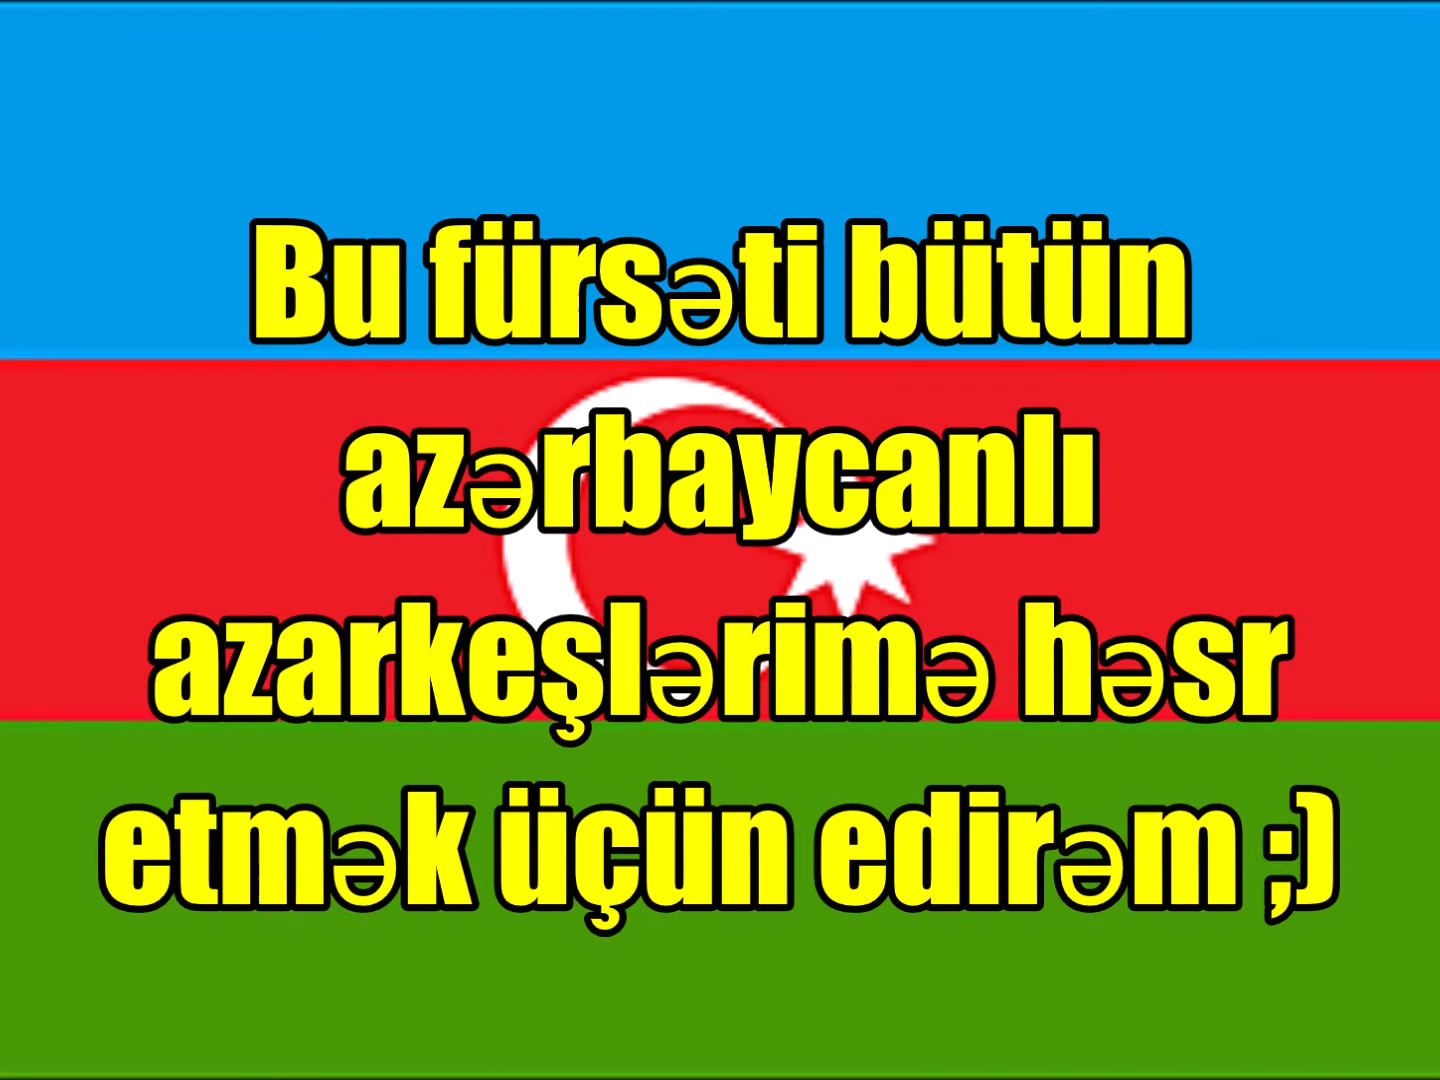 Bu fürsəti bütün
azərbaycanlı
azarkeşlərimə həsr
etmək üçün edirəm ;)